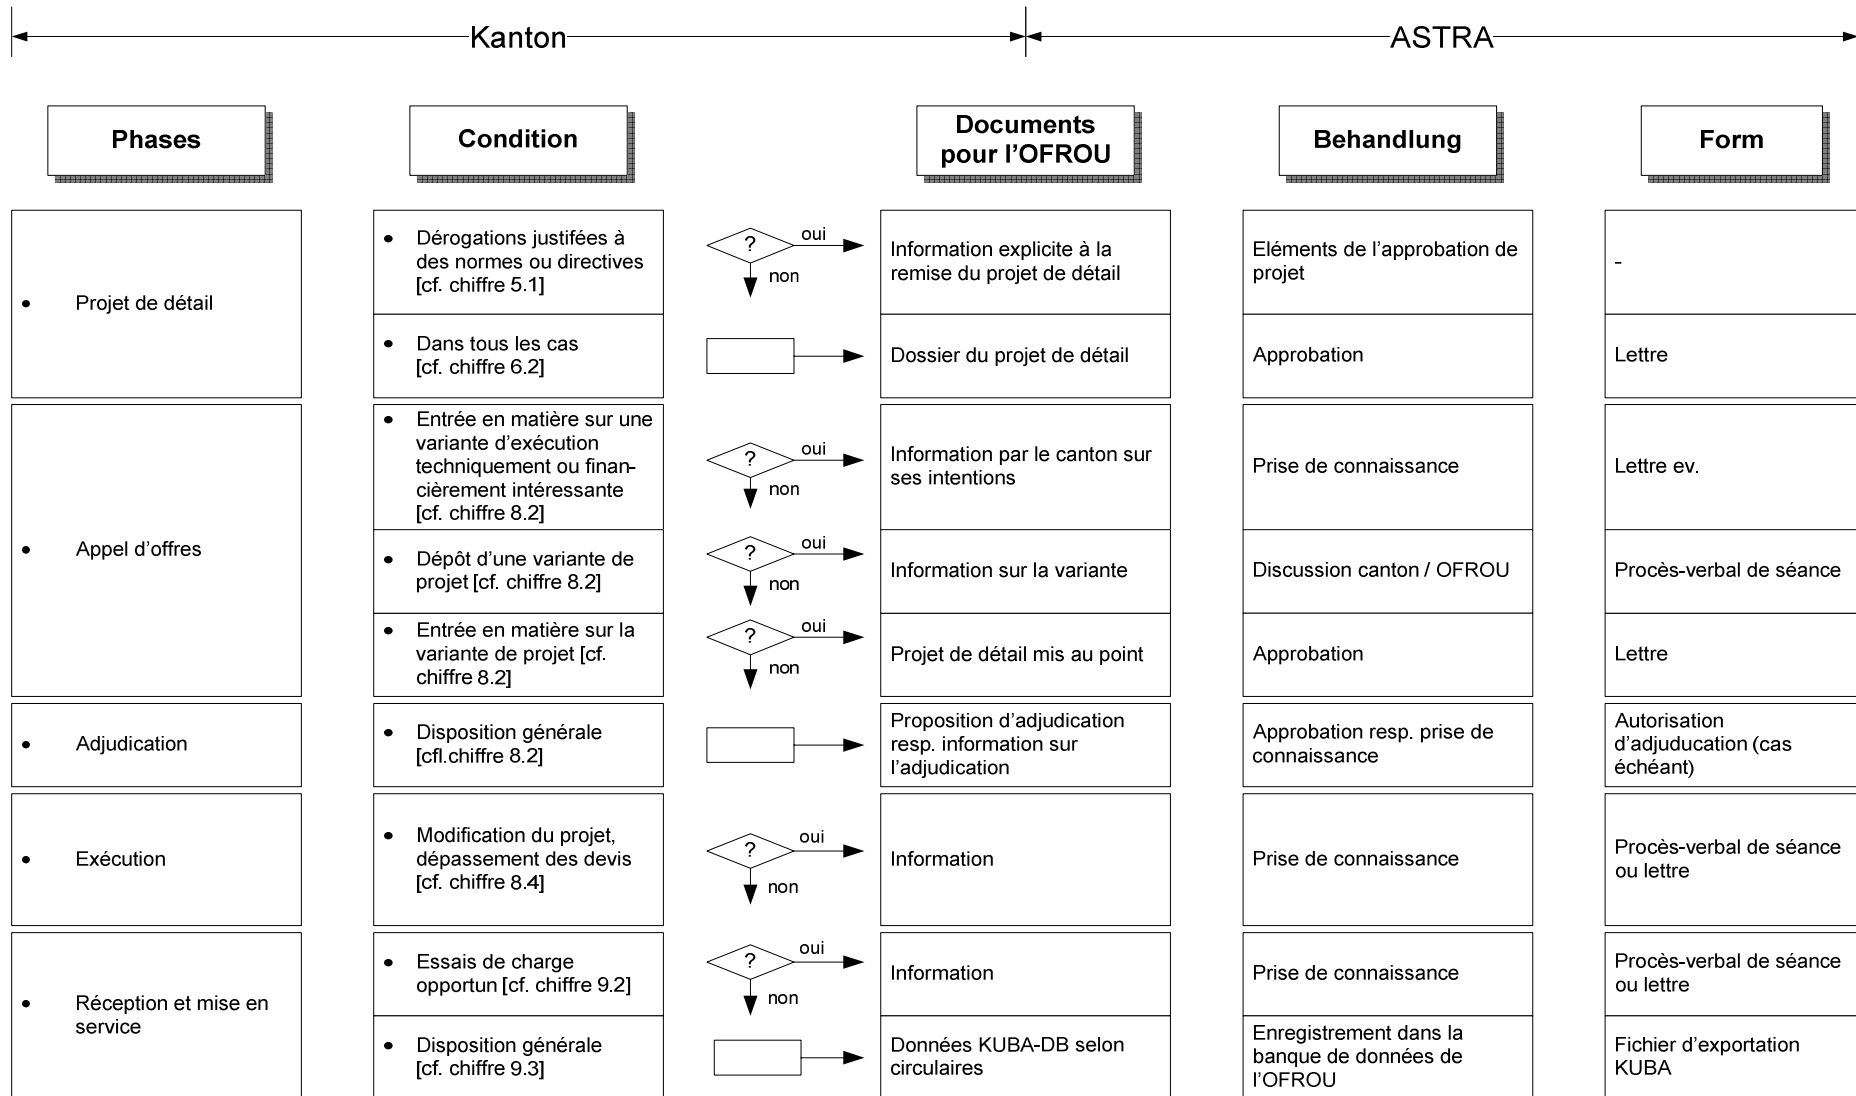 Kanton
ASTRA
Phases
Condition
Documents
pour l'OFROU
Behandlung
Form
• Projet de détail
• Dérogations justifiées à
des normes ou directives
[cf. chiffre 5.1]
?
oui
non
Information explicite à la
remise du projet de détail
Eléments de l'approbation de
projet
-
• Dans tous les cas
[cf. chiffre 6.2]
Dossier du projet de détail
Approbation
Lettre
• Appel d'offres
• Entrée en matière sur une
variante d'exécution
techniquement ou finan-
cièrement intéressante
[cf. chiffre 8.2]
?
oui
non
Information par le canton sur
ses intentions
Prise de connaissance
Lettre ev.
• Dépôt d'une variante de
projet [cf. chiffre 8.2]
?
oui
non
Information sur la variante
Discussion canton / OFROU
Procès-verbal de séance
• Entrée en matière sur la
variante de projet [cf.
chiffre 8.2]
?
oui
non
Projet de détail mis au point
Approbation
Lettre
• Adjudication
• Disposition générale
[cfl.chiffre 8.2]
Proposition d'adjudication
resp. information sur
l'adjudication
Approbation resp. prise de
connaissance
Autorisation
d'adjuducation (cas
échéant)
• Exécution
• Modification du projet,
dépassement des devis
[cf. chiffre 8.4]
?
oui
non
Information
Prise de connaissance
Procès-verbal de séance
ou lettre
• Réception et mise en
service
• Essais de charge
opportun [cf. chiffre 9.2]
?
oui
non
Information
Prise de connaissance
Procès-verbal de séance
ou lettre
• Disposition générale
[cf. chiffre 9.3]
Données KUBA-DB selon
circulaires
Enregistrement dans la
banque de données de
l'OFROU
Fichier d'exportation
KUBA